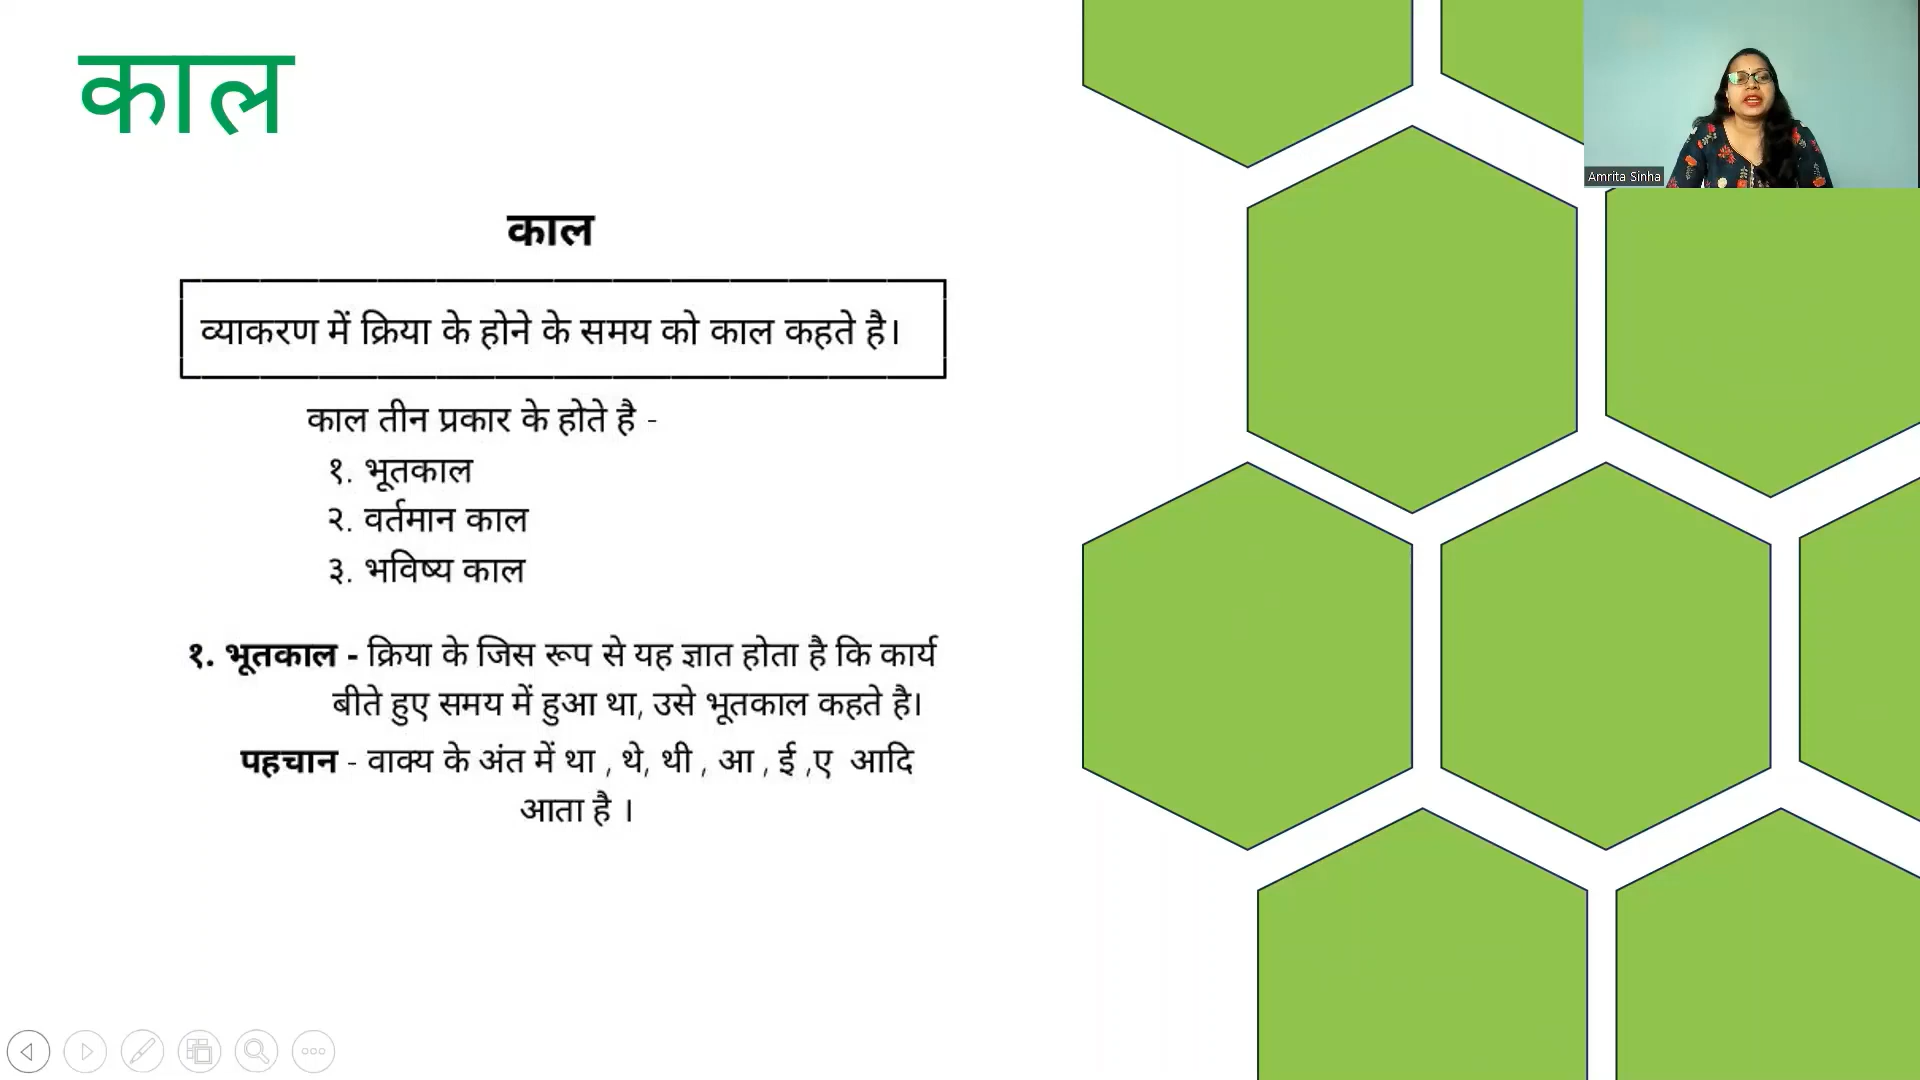 काल
Amrita Sinha
काल
व्याकरण में क्रिया के होने के समय को काल कहते है।
काल तीन प्रकार के होते है -
१. भूतकाल
२. वर्तमान काल
३. भविष्य काल
१. भूतकाल - क्रिया के जिस रूप से यह ज्ञात होता है कि कार्य
बीते हुए समय में हुआ था, उसे भूतकाल कहते है।
पहचान - वाक्य के अंत में था , थे, थी , आ , ई ,ए आदि
आता है ।